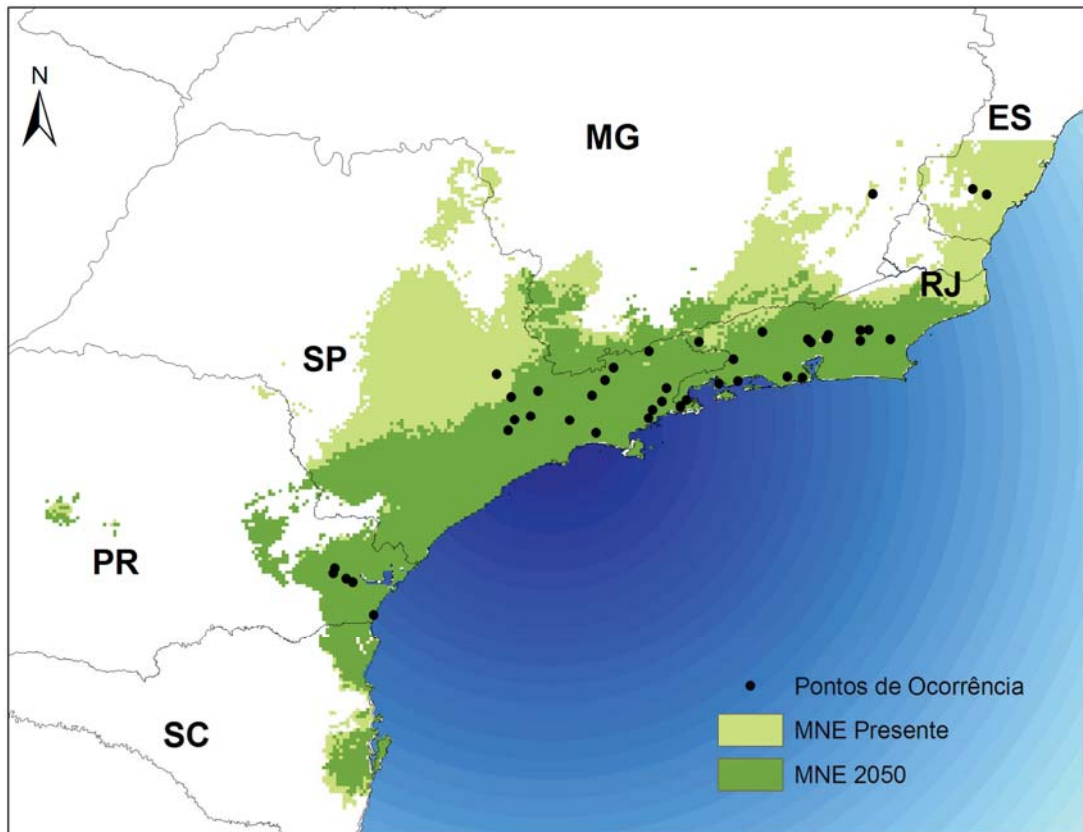 N
ES
MG
RJ
SP
PR
SC
Pontos de Ocorrência
MNE Presente
MNE 2050